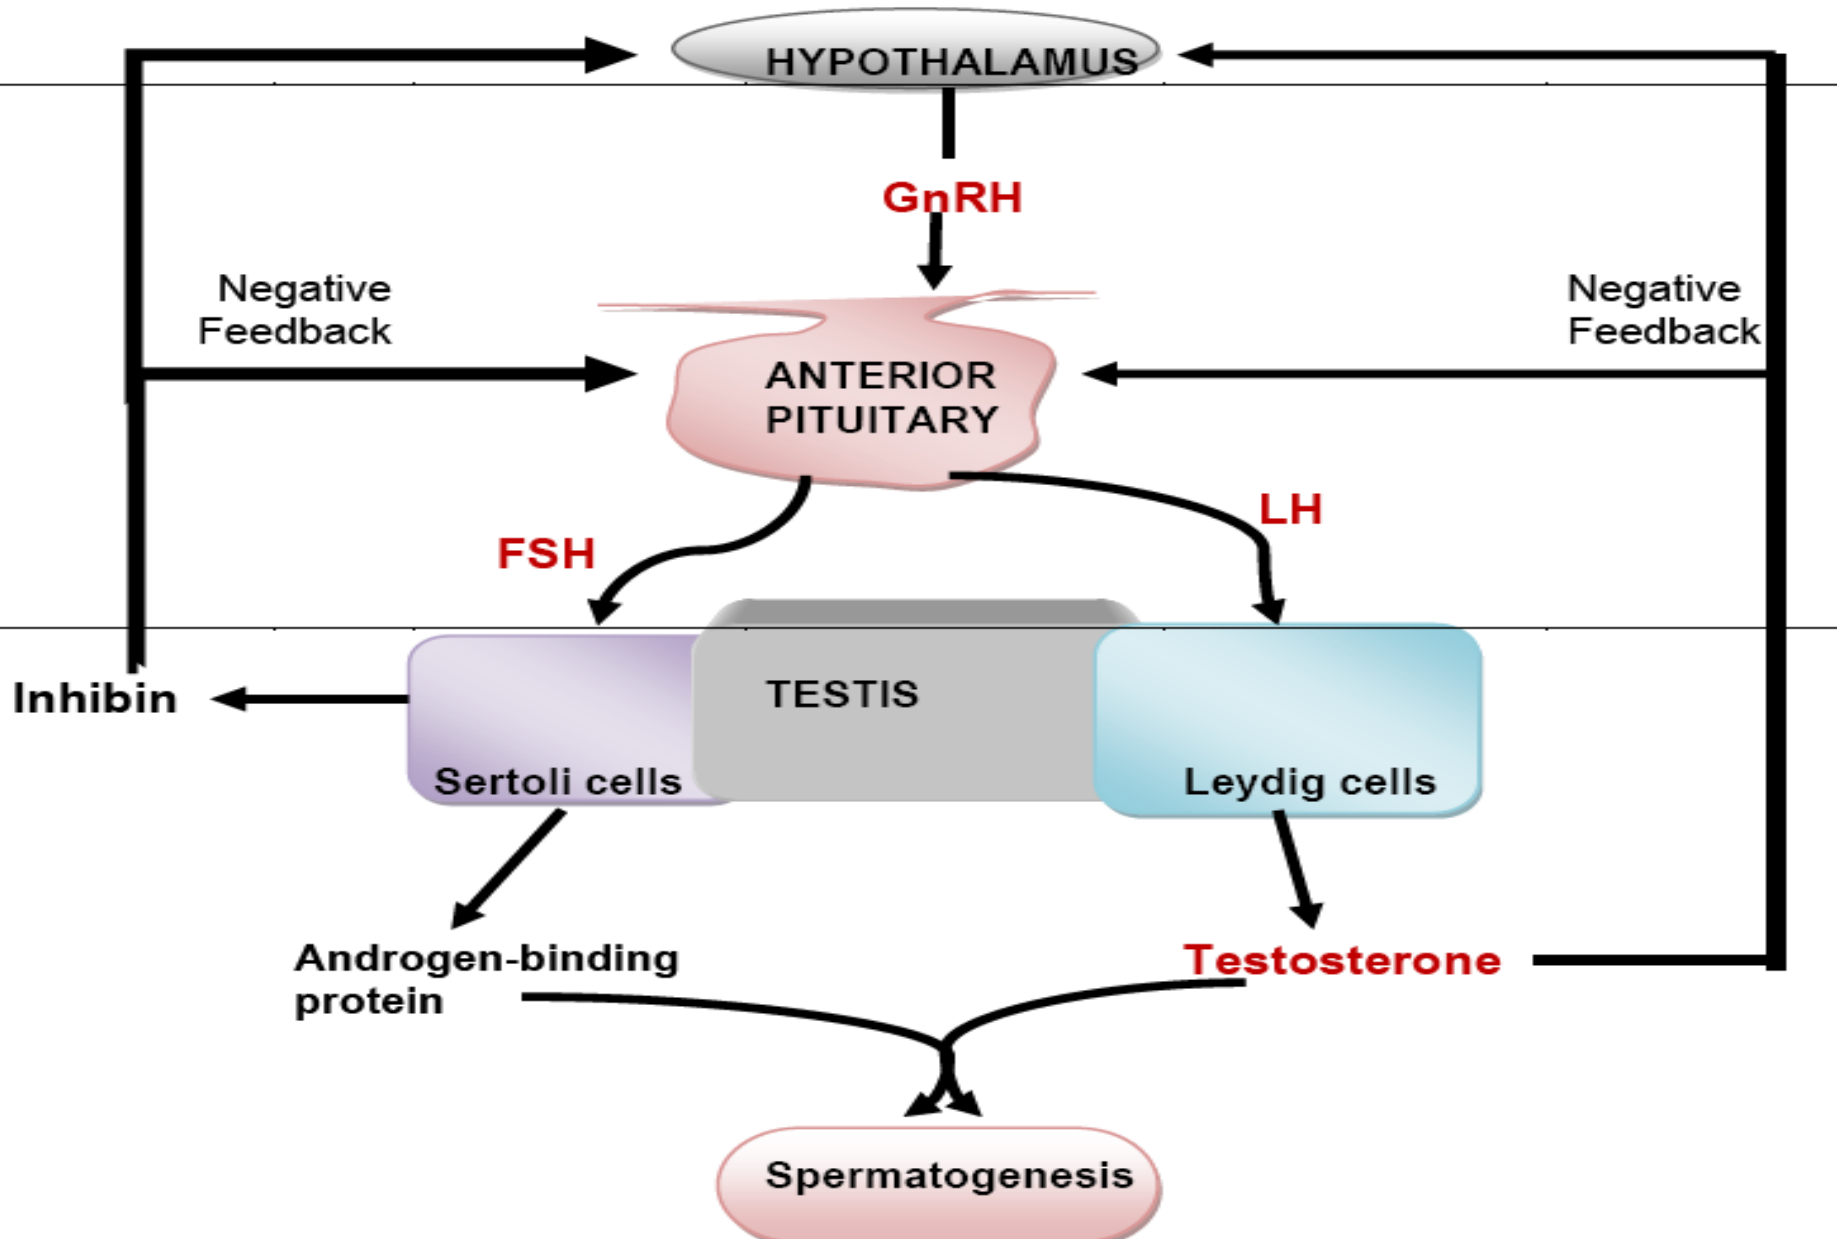 HYPOTHALAMUS
GnRH
Negative
Feedback
Negative
Feedback
ANTERIOR
PITUITARY
LH
FSH
Inhibin
TESTIS
Sertoli cells
Leydig cells
Androgen-binding
protein
Testosterone
Spermatogenesis